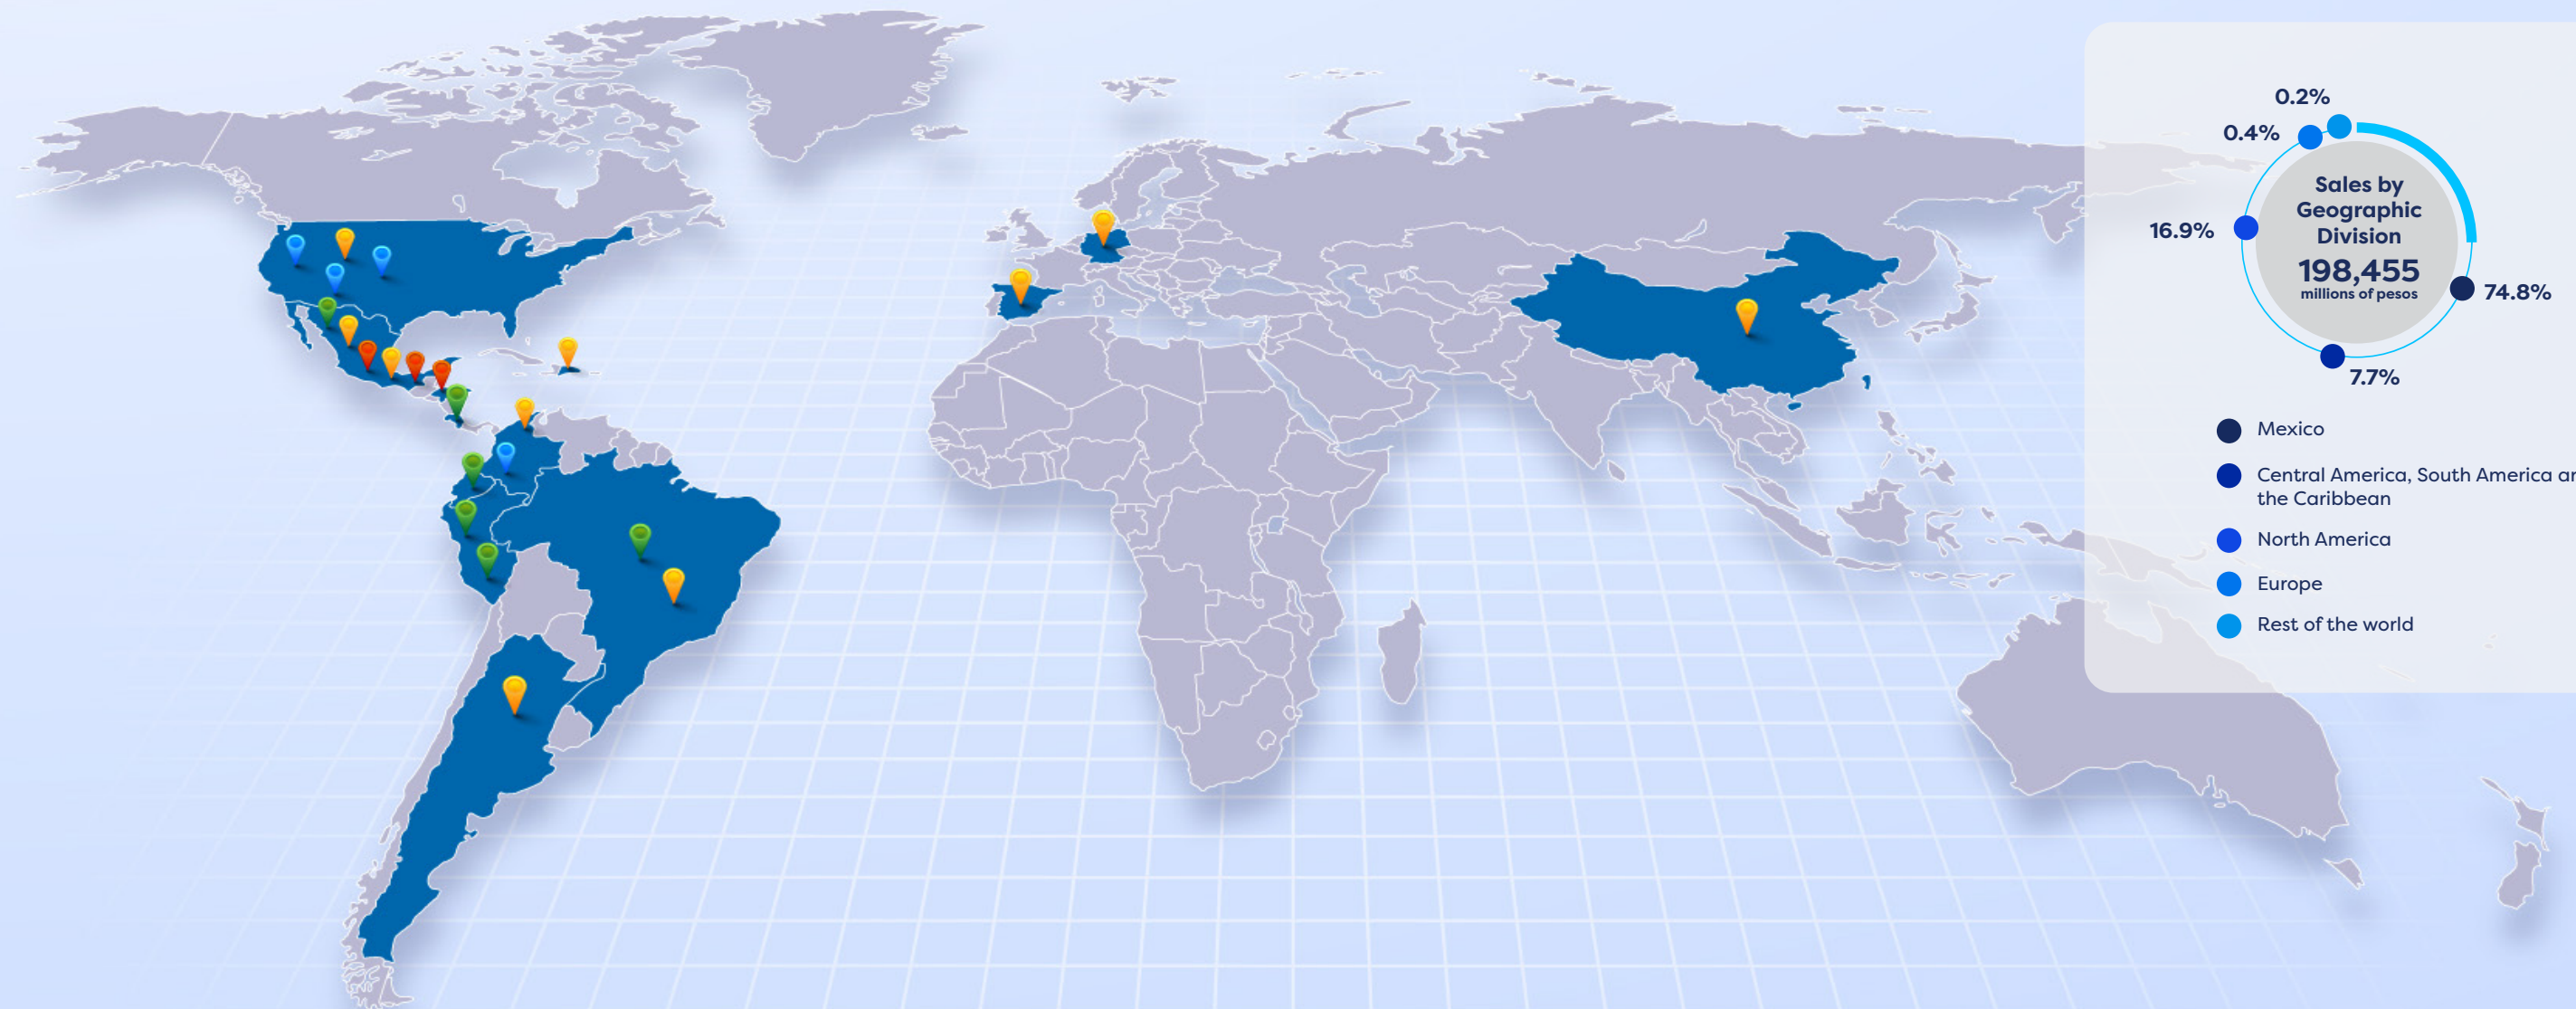 0.2%
0.4%
Sales by
Geographic
Division
198,455
millions of pesos
16.9%
74.8%
7.7%
Mexico
Central America, South America
the Caribbean
North America
Europe
Rest of the world